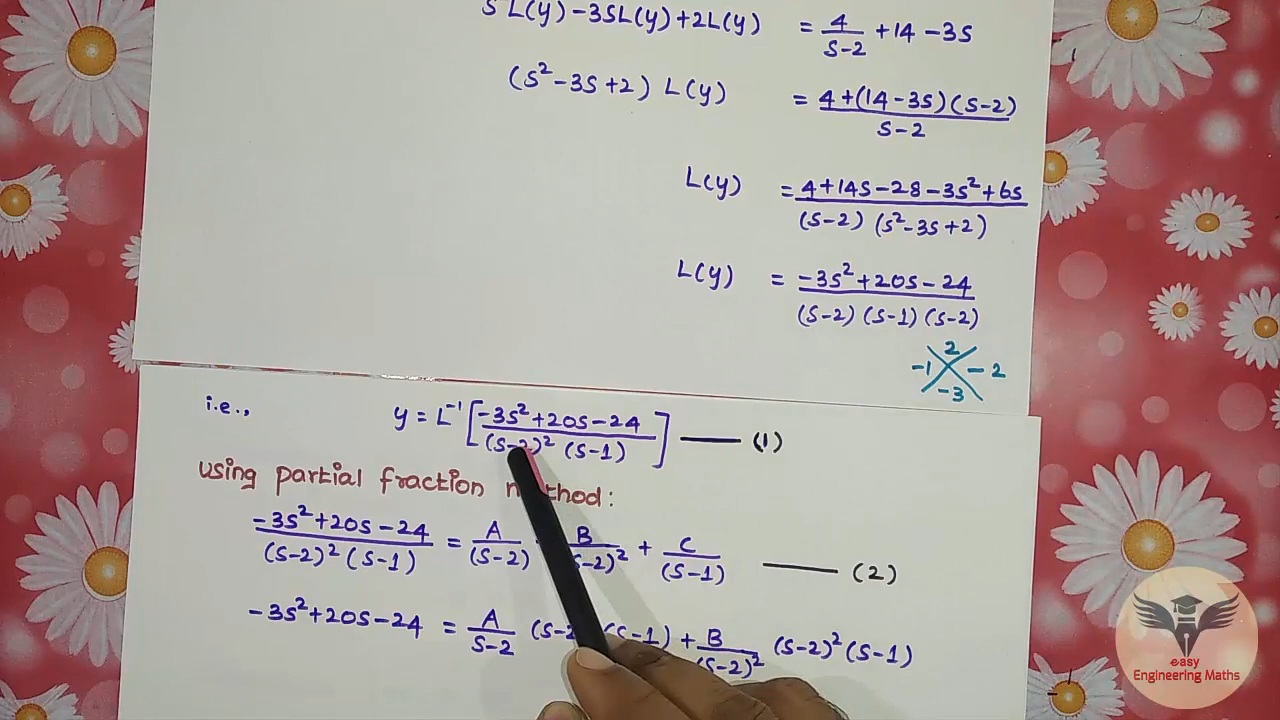 S L(y) - 3SL(y) + 2L(y) = 4/(S-2) + 14 - 3S
(S² - 3S + 2) L(y) = (4 + (14 - 3S)(S-2))/(S-2)
L(y) = (4 + 14S - 28 - 3S² + 6S)/((S-2)(S² - 3S + 2))
L(y) = (-3S² + 20S - 24)/((S-2)(S-1)(S-2))
2
-1 -2
-3
i.e., y = L⁻¹ [(-3S² + 20S - 24)/((S-2)² (S-1))] —— (1)
using partial fraction method:
(-3S² + 20S - 24)/((S-2)² (S-1)) = A/(S-2) B/(S-2)² + C/(S-1) —— (2)
-3S² + 20S - 24 = A/(S-2) (S-2 (S-1) + B/(S-2)² (S-2)² (S-1)
easy
Engineering Maths